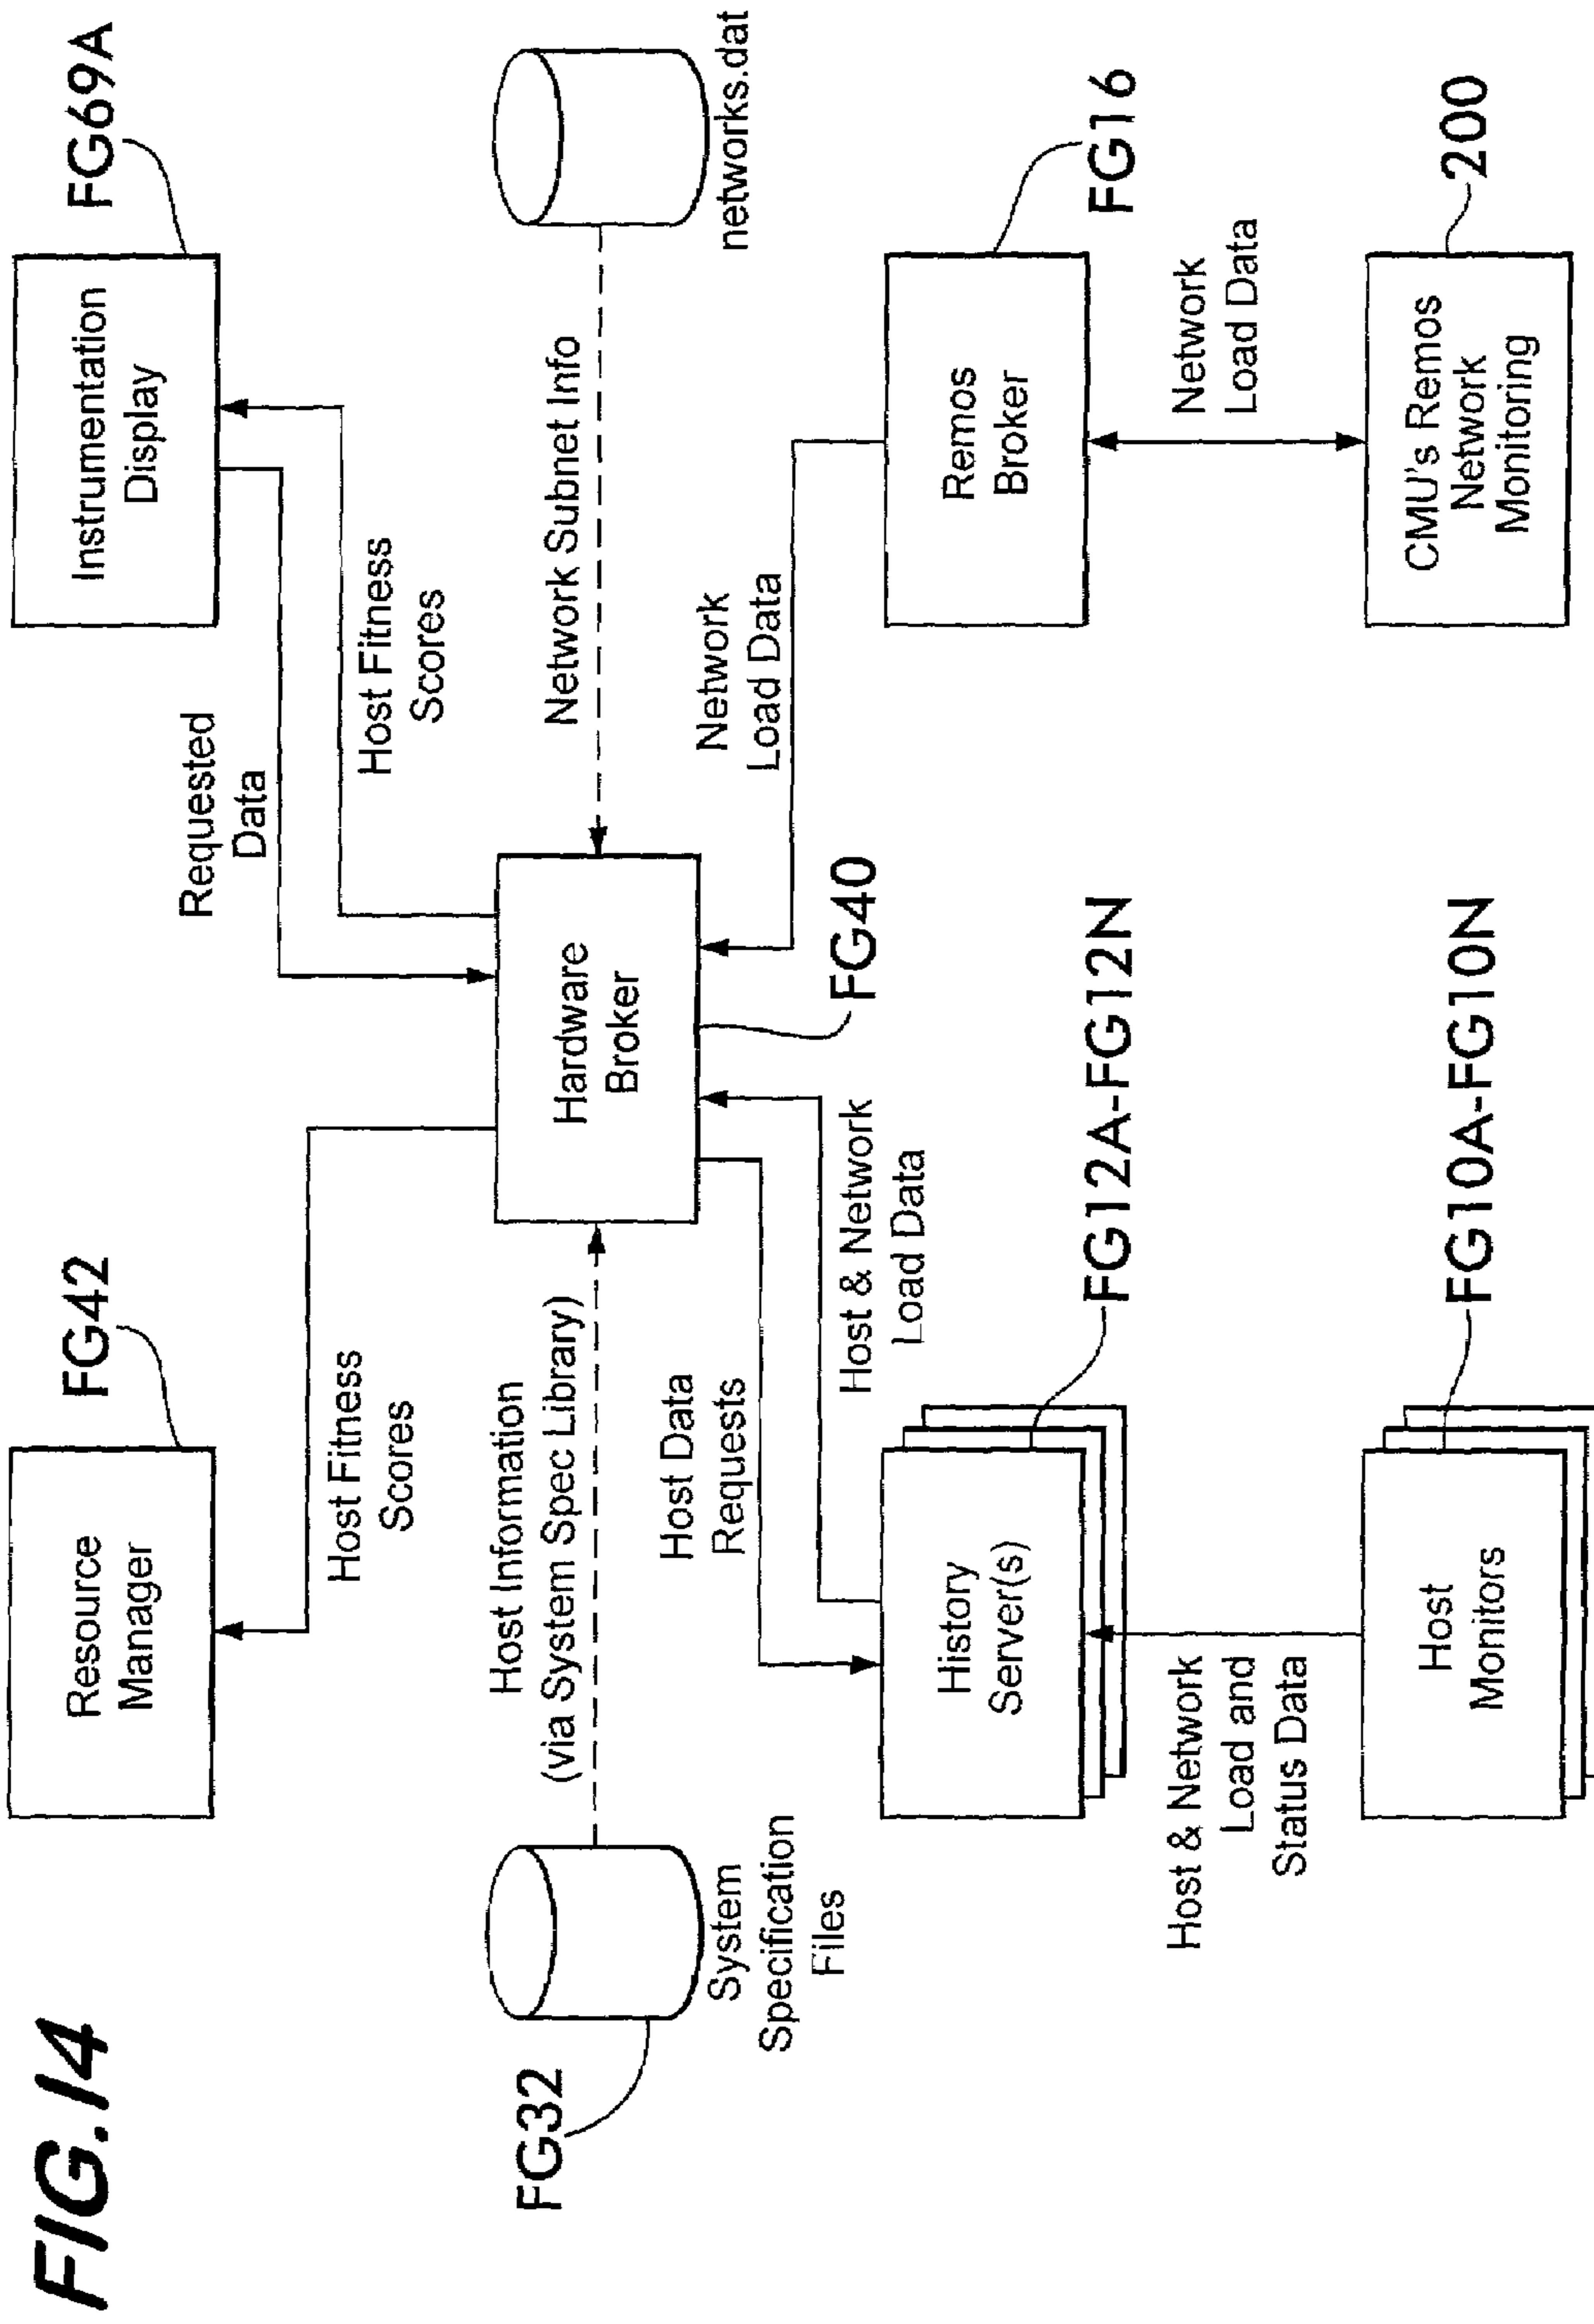 FIG.14
FG42
FG69A
Resource
Manager
Instrumentation
Display
Requested
Data
Host Fitness
Scores
Host Fitness
Scores
Host Information
(via System Spec Library)
Network Subnet Info
FG32
System
Specification
Files
Hardware
Broker
networks.dat
Host Data
Requests
Network
Load Data
FG40
Host & Network
Load Data
History
Server(s)
Remos
Broker
FG12A-FG12N
FG16
Host & Network
Load and
Status Data
Network
Load Data
Host
Monitors
FG10A-FG10N
CMU's Remos
Network
Monitoring
200